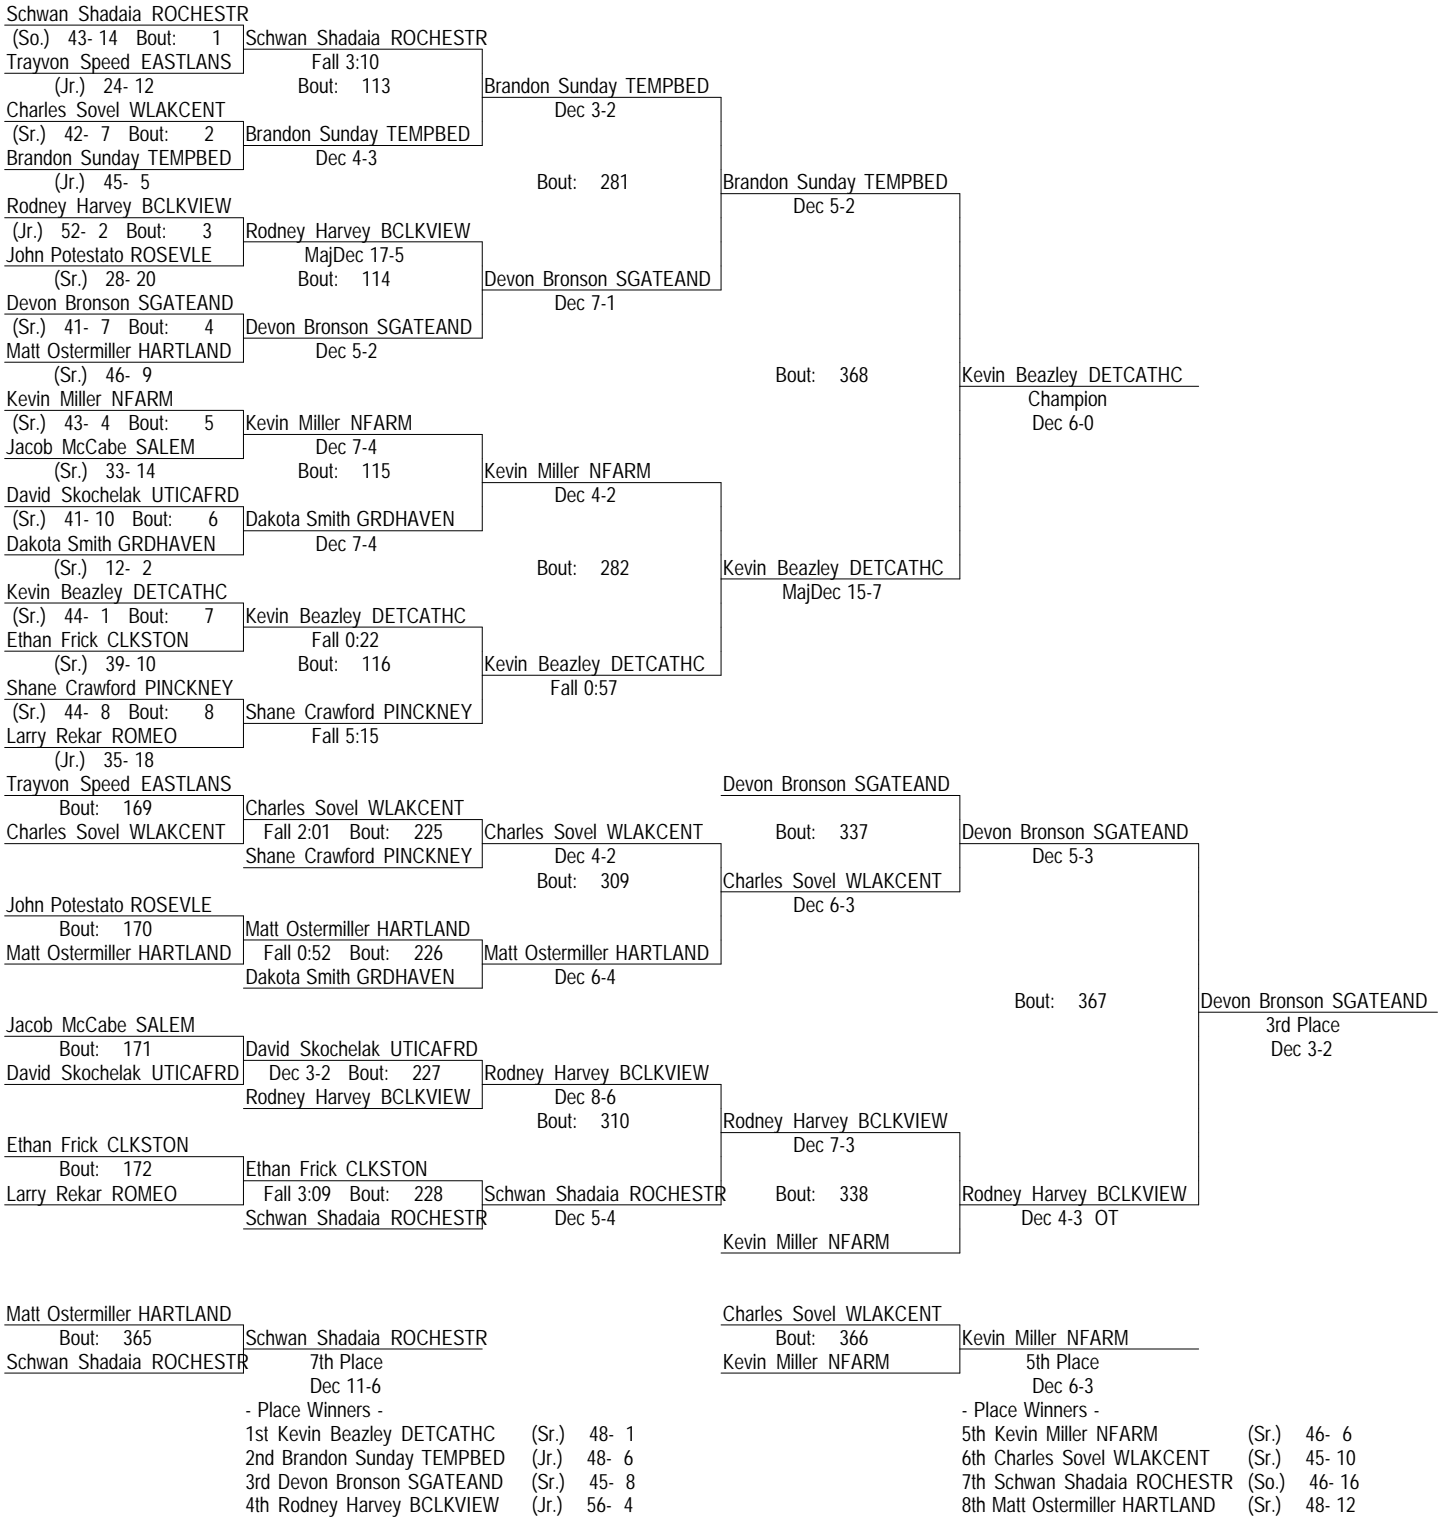 Schwan Shadaia ROCHESTR
(So.) 43- 14 Bout: 1 Schwan Shadaia ROCHESTR
Trayvon Speed EASTLANS Fall 3:10
(Jr.) 24- 12 Bout: 113 Brandon Sunday TEMPBED
Charles Sovel WLAKCENT Dec 3-2
(Sr.) 42- 7 Bout: 2 Brandon Sunday TEMPBED
Brandon Sunday TEMPBED Dec 4-3
(Jr.) 45- 5 Bout: 281 Brandon Sunday TEMPBED
Rodney Harvey BCLKVIEW Dec 5-2
(Jr.) 52- 2 Bout: 3 Rodney Harvey BCLKVIEW
John Potestato ROSEVLE MajDec 17-5
(Sr.) 28- 20 Bout: 114 Devon Bronson SGATEAND
Devon Bronson SGATEAND Dec 7-1
(Sr.) 41- 7 Bout: 4 Devon Bronson SGATEAND
Matt Ostermiller HARTLAND Dec 5-2
(Sr.) 46- 9 Bout: 368 Kevin Beazley DETCATHC
Kevin Miller NFARM Champion
(Sr.) 43- 4 Bout: 5 Kevin Miller NFARM Dec 6-0
Jacob McCabe SALEM Dec 7-4
(Sr.) 33- 14 Bout: 115 Kevin Miller NFARM
David Skochelak UTICAFRD Dec 4-2
(Sr.) 41- 10 Bout: 6 Dakota Smith GRDHAVEN
Dakota Smith GRDHAVEN Dec 7-4
(Sr.) 12- 2 Bout: 282 Kevin Beazley DETCATHC
Kevin Beazley DETCATHC MajDec 15-7
(Sr.) 44- 1 Bout: 7 Kevin Beazley DETCATHC
Ethan Frick CLKSTON Fall 0:22
(Sr.) 39- 10 Bout: 116 Kevin Beazley DETCATHC
Shane Crawford PINCKNEY Fall 0:57
(Sr.) 44- 8 Bout: 8 Shane Crawford PINCKNEY
Larry Rekar ROMEO Fall 5:15
(Jr.) 35- 18
Trayvon Speed EASTLANS Devon Bronson SGATEAND
Bout: 169 Charles Sovel WLAKCENT
Charles Sovel WLAKCENT Fall 2:01 Bout: 225 Charles Sovel WLAKCENT Bout: 337 Devon Bronson SGATEAND
Shane Crawford PINCKNEY Dec 4-2 Dec 5-3
Bout: 309 Charles Sovel WLAKCENT
John Potestato ROSEVLE Dec 6-3
Bout: 170 Matt Ostermiller HARTLAND
Matt Ostermiller HARTLAND Fall 0:52 Bout: 226 Matt Ostermiller HARTLAND
Dakota Smith GRDHAVEN Dec 6-4
Bout: 367 Devon Bronson SGATEAND
Jacob McCabe SALEM 3rd Place
Bout: 171 David Skochelak UTICAFRD Dec 3-2
David Skochelak UTICAFRD Dec 3-2 Bout: 227 Rodney Harvey BCLKVIEW
Rodney Harvey BCLKVIEW Dec 8-6
Bout: 310 Rodney Harvey BCLKVIEW
Ethan Frick CLKSTON Dec 7-3
Bout: 172 Ethan Frick CLKSTON
Larry Rekar ROMEO Fall 3:09 Bout: 228 Schwan Shadaia ROCHESTR Bout: 338 Rodney Harvey BCLKVIEW
Schwan Shadaia ROCHESTR Dec 5-4 Dec 4-3 OT
Kevin Miller NFARM
Matt Ostermiller HARTLAND Charles Sovel WLAKCENT
Bout: 365 Schwan Shadaia ROCHESTR Bout: 366 Kevin Miller NFARM
Schwan Shadaia ROCHESTR 7th Place Kevin Miller NFARM 5th Place
Dec 11-6 Dec 6-3
- Place Winners - - Place Winners -
1st Kevin Beazley DETCATHC (Sr.) 48- 1 5th Kevin Miller NFARM (Sr.) 46- 6
2nd Brandon Sunday TEMPBED (Jr.) 48- 6 6th Charles Sovel WLAKCENT (Sr.) 45- 10
3rd Devon Bronson SGATEAND (Sr.) 45- 8 7th Schwan Shadaia ROCHESTR (So.) 46- 16
4th Rodney Harvey BCLKVIEW (Jr.) 56- 4 8th Matt Ostermiller HARTLAND (Sr.) 48- 12